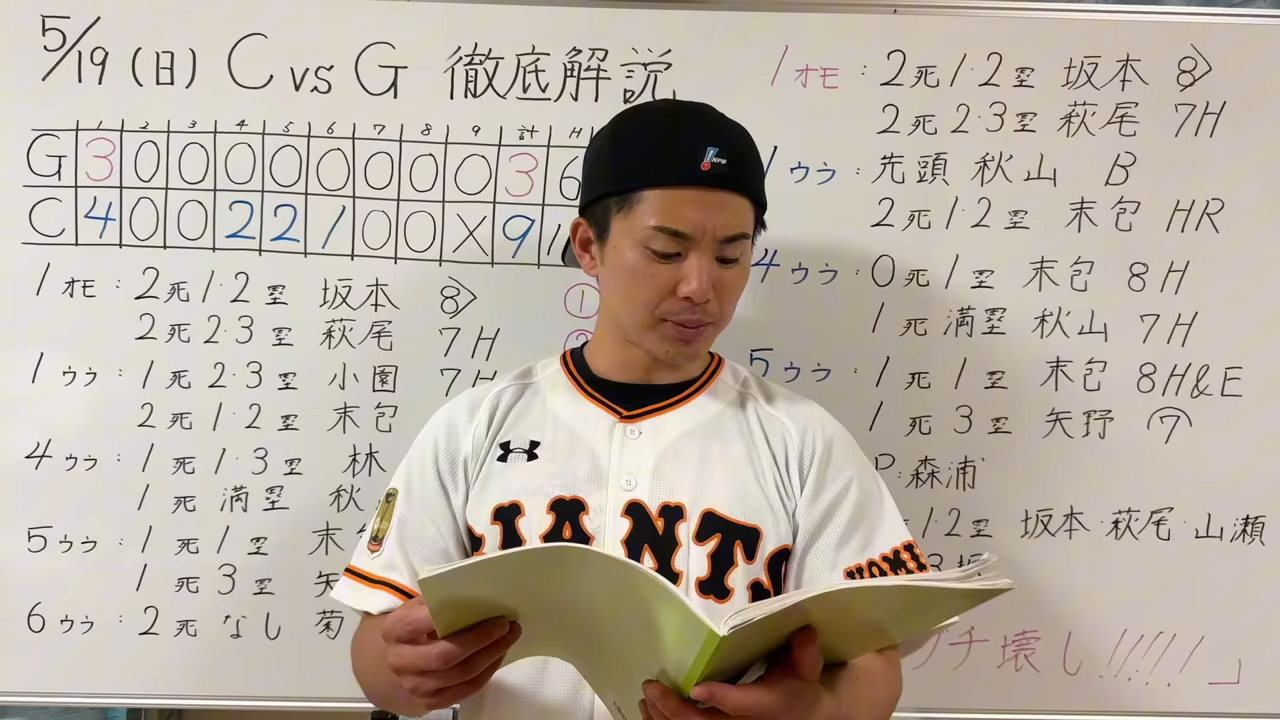 5/19(日) C vs G 徹底解説
1 2 3 4 5 6 7 8 9 計 H
G 3 0 0 0 0 0 0 0 0 3 6
C 4 0 0 2 2 1 0 0 X 9
1オモ:2死1・2塁 坂本 8>
2死2・3塁 萩尾 7H
1ウラ:1死2・3塁 小園 7H
2死1・2塁 末包
4ウラ:1死1・3塁 林
1死満塁 秋
5ウラ:1死1塁 末
1死3塁
6ウラ:2死なし 菊
①
1オモ:2死1・2塁 坂本 8>
2死2・3塁 萩尾 7H
1ウラ:先頭 秋山 B
2死1・2塁 末包 HR
4ウラ:0死1塁 末包 8H
1死満塁 秋山 7H
5ウラ:1死1塁 末包 8H&E
1死3塁 矢野 ⑦
P:森浦
1・2塁 坂本・萩尾・山瀬
チ壊し!!!!!」
NPB
GIANTS
YOMI